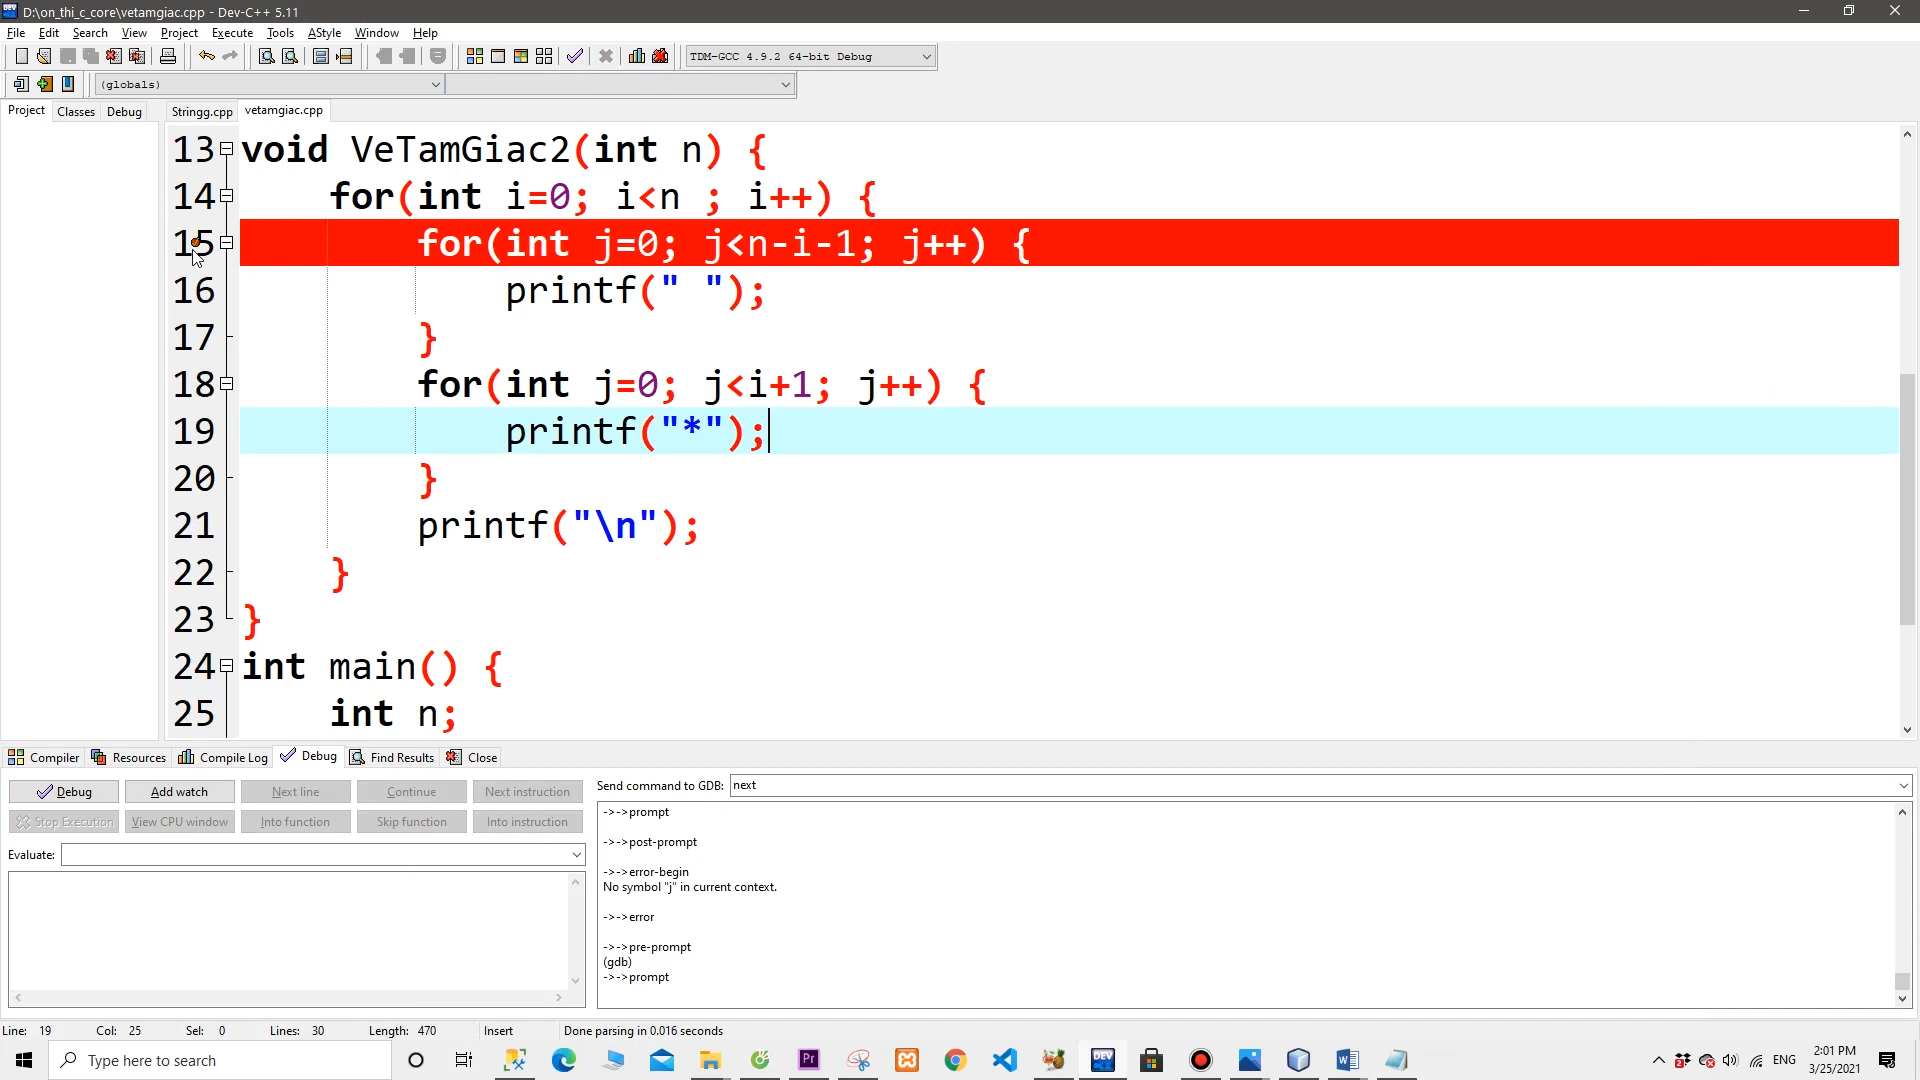 D:\on_thi_c_core\vetamgiac.cpp - Dev-C++ 5.11
File Edit Search View Project Execute Tools AStyle Window Help
TDM-GCC 4.9.2 64-bit Debug
(globals)
Project Classes Debug Stringg.cpp vetamgiac.cpp
13 void VeTamGiac2(int n) {
14 for(int i=0; i<n ; i++) {
15 for(int j=0; j<n-i-1; j++) {
16 printf(" ");
17 }
18 for(int j=0; j<i+1; j++) {
19 printf("*");
20 }
21 printf("\n");
22 }
23 }
24 int main() {
25 int n;
Compiler Resources Compile Log Debug Find Results Close
Debug Add watch Next line Continue Next instruction
Stop Execution View CPU window Into function Skip function Into instruction
Evaluate:
Send command to GDB: next
->->prompt
->->post-prompt
->->error-begin
No symbol "j" in current context.
->->error
->->pre-prompt
(gdb)
->->prompt
Line: 19 Col: 25 Sel: 0 Lines: 30 Length: 470 Insert Done parsing in 0.016 seconds
Type here to search
ENG
2:01 PM
3/25/2021